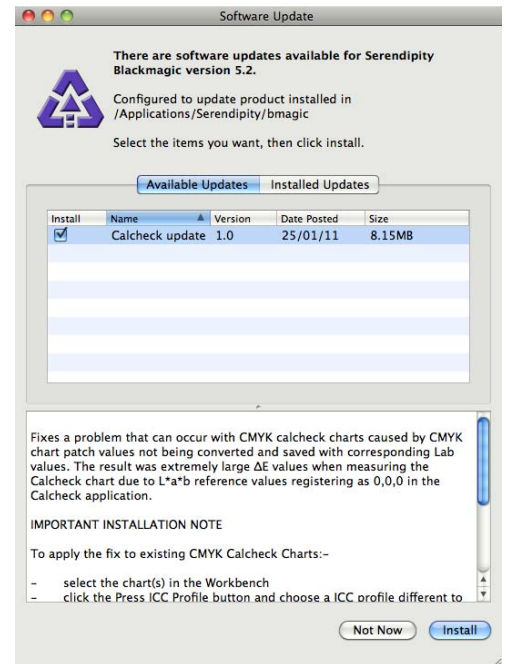 Software Update
There are software updates available for Serendipity
Blackmagic version 5.2.
Configured to update product installed in
/Applications/Serendipity/bmagic
Select the items you want, then click install.
Available Updates Installed Updates
Install Name Version Date Posted Size
Calcheck update 1.0 25/01/11 8.15MB
Fixes a problem that can occur with CMYK calcheck charts caused by CMYK
chart patch values not being converted and saved with corresponding Lab
values. The result was extremely large ΔE values when measuring the
Calcheck chart due to L*a*b reference values registering as 0,0,0 in the
Calcheck application.
IMPORTANT INSTALLATION NOTE
To apply the fix to existing CMYK Calcheck Charts:-
- select the chart(s) in the Workbench
- click the Press ICC Profile button and choose a ICC profile different to
Not Now Install